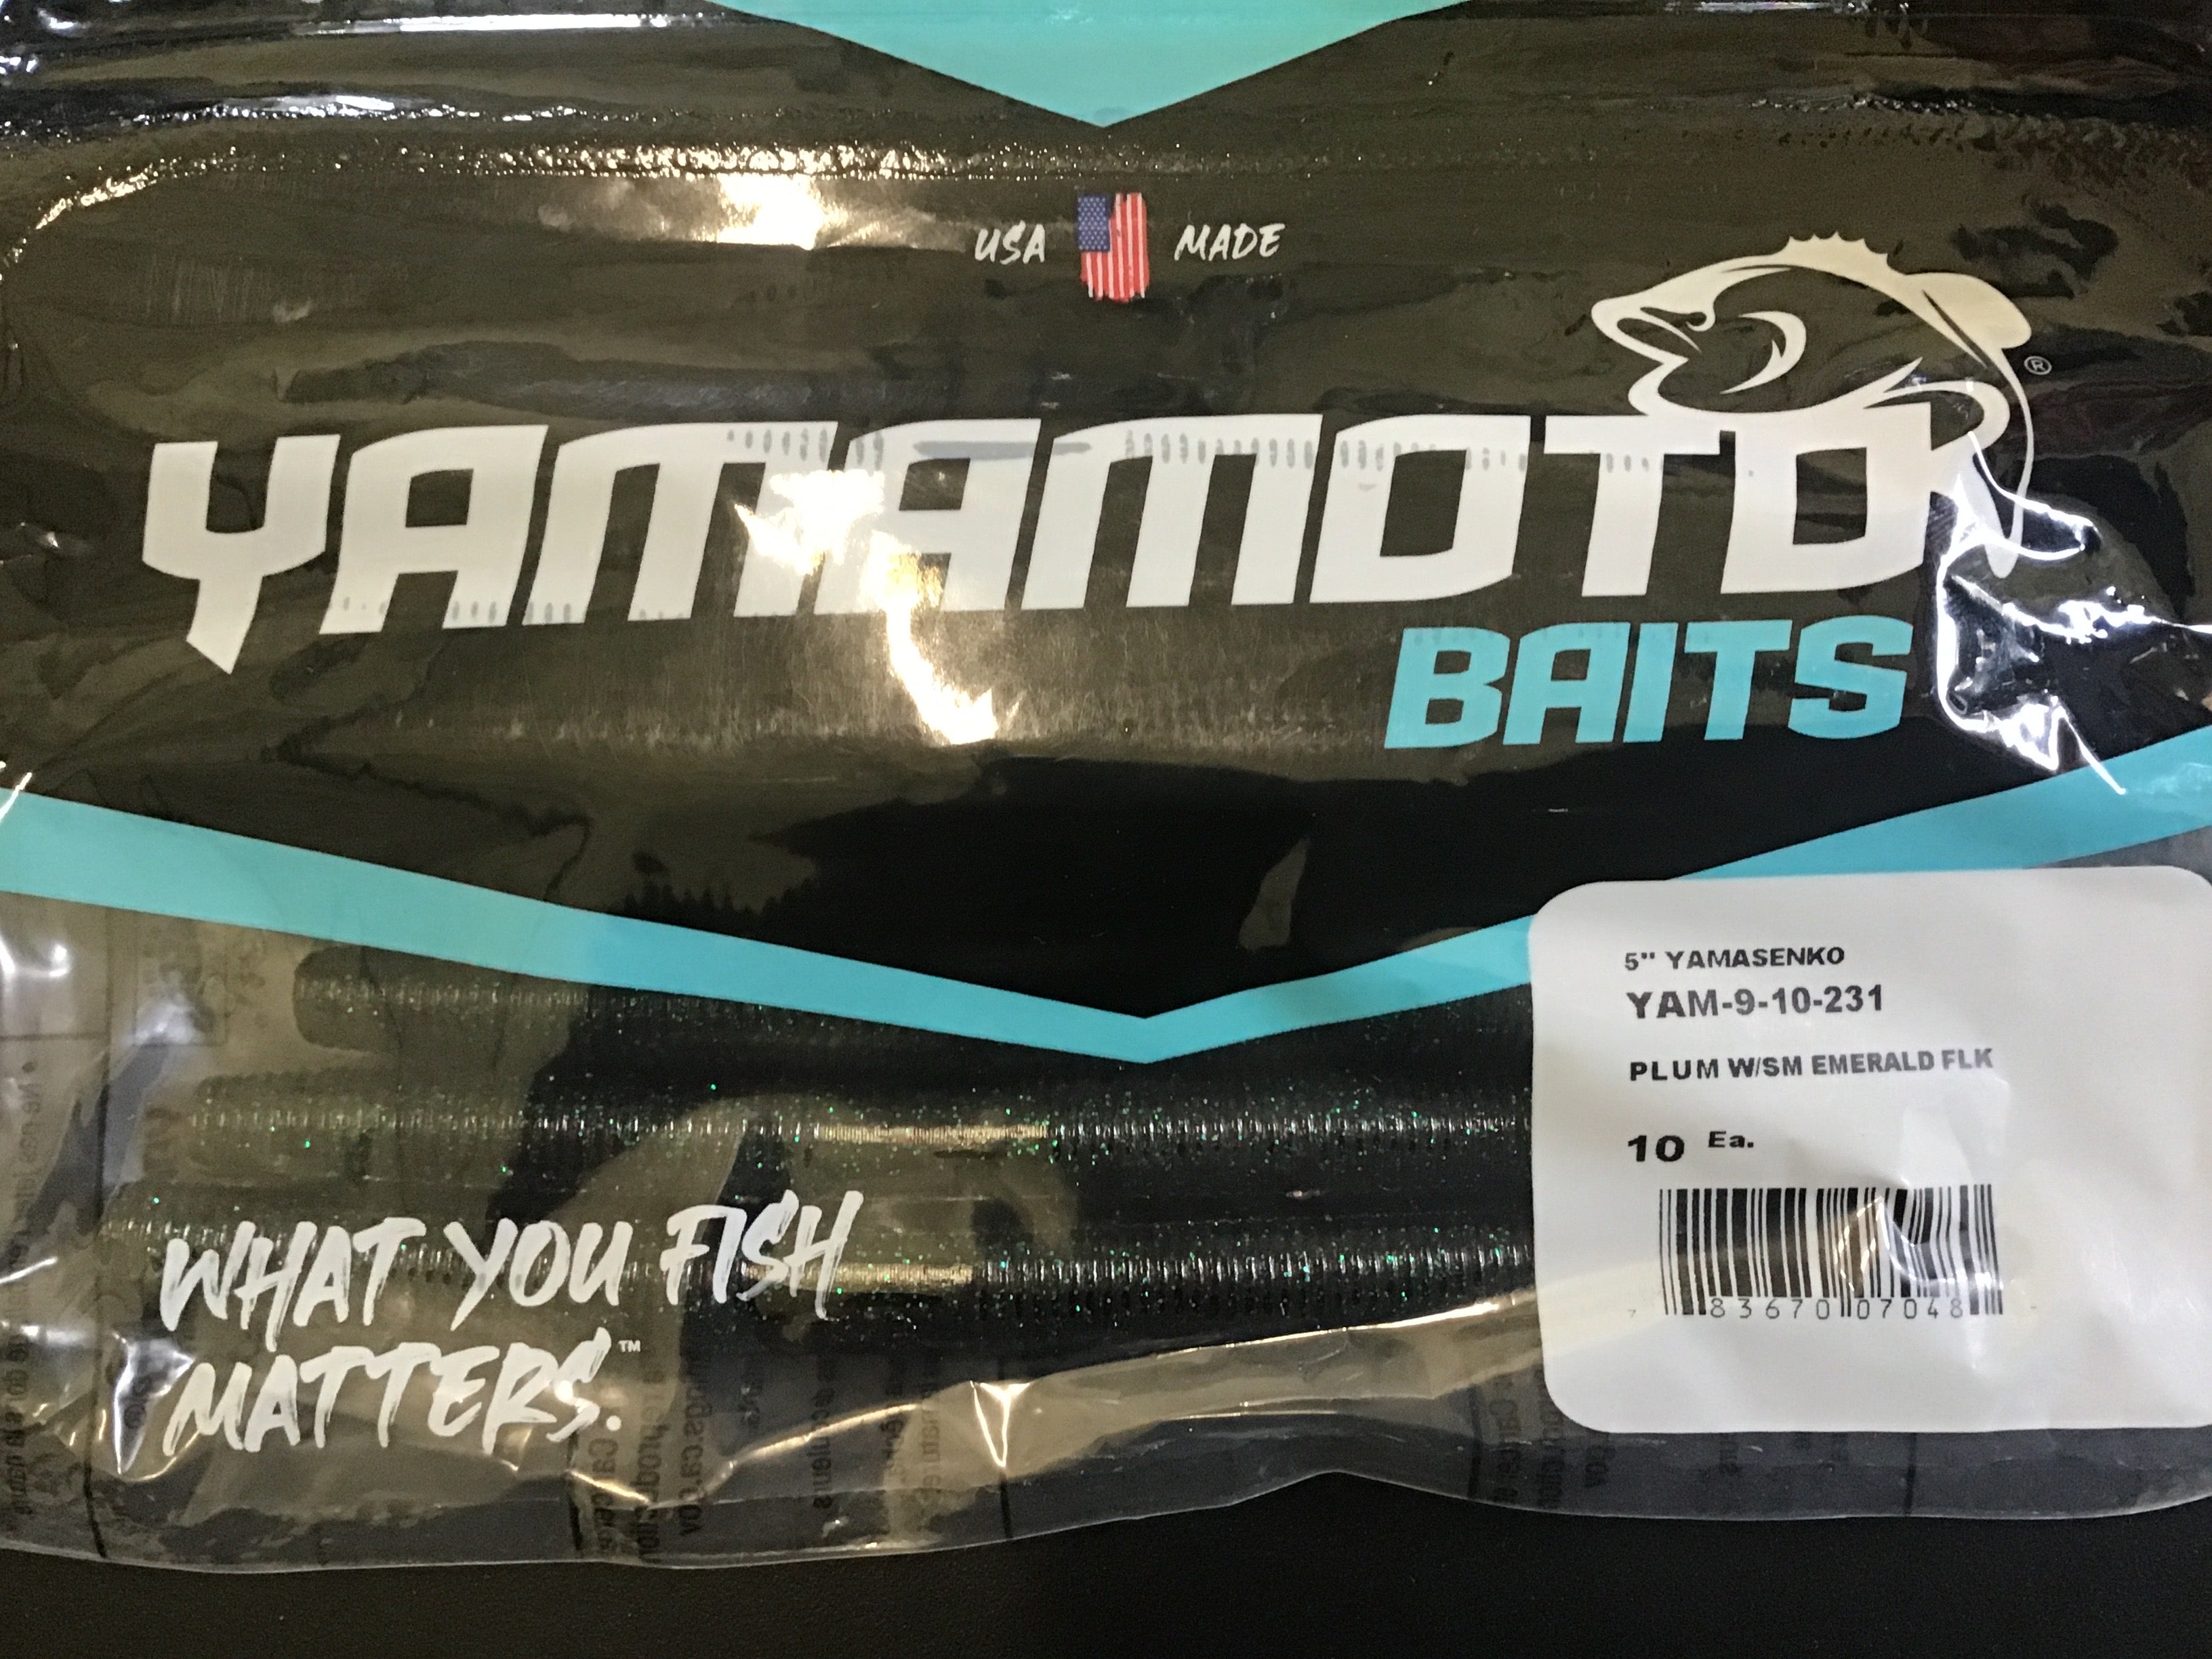 USA MADE
®
YAMAMOTO
BAITS
5" YAMASENKO
YAM-9-10-231
PLUM W/SM EMERALD FLK
10 Ea.
7 83670 07048
WHAT YOU FISH
MATTERS.™